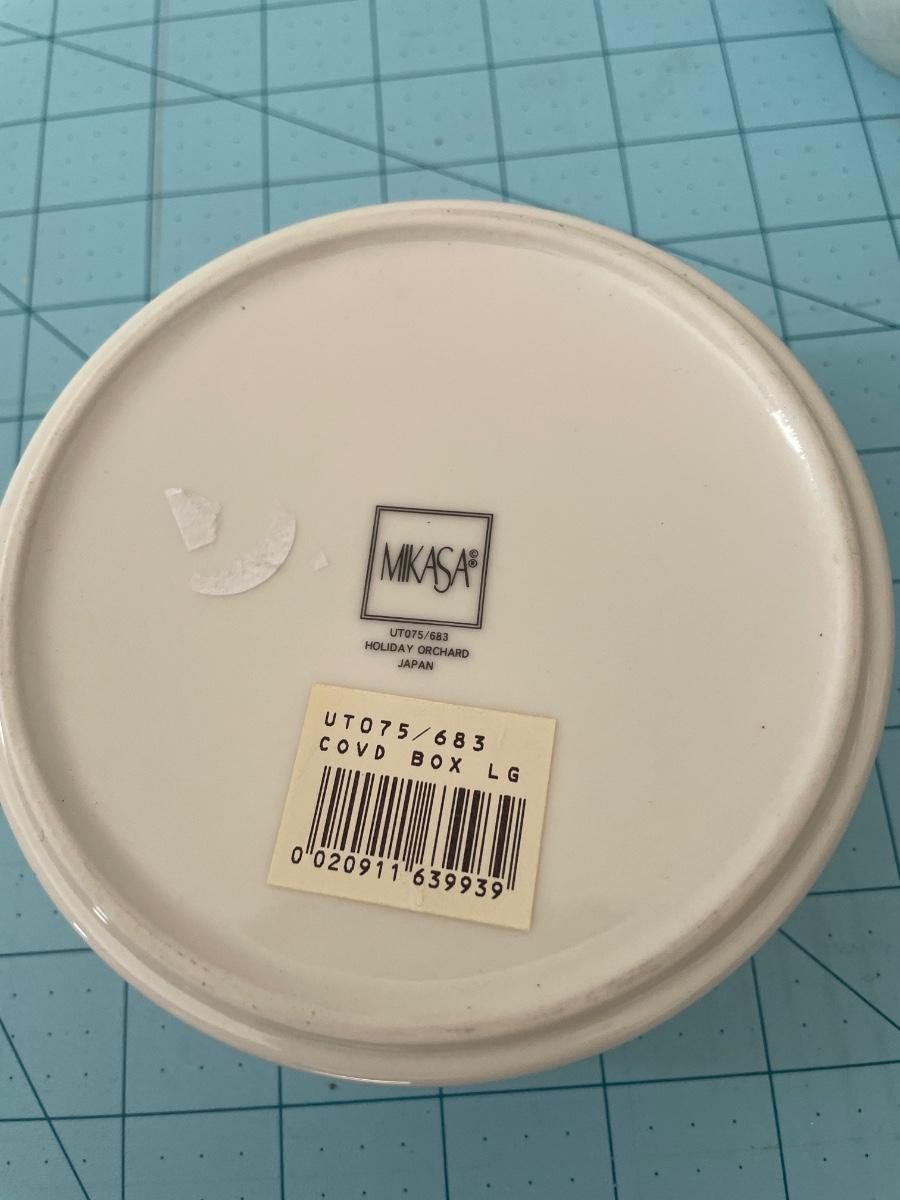 MIKASA©®
UT075/683
HOLIDAY ORCHARD
JAPAN
UT075/683
COVD BOX LG
0 020911 639939